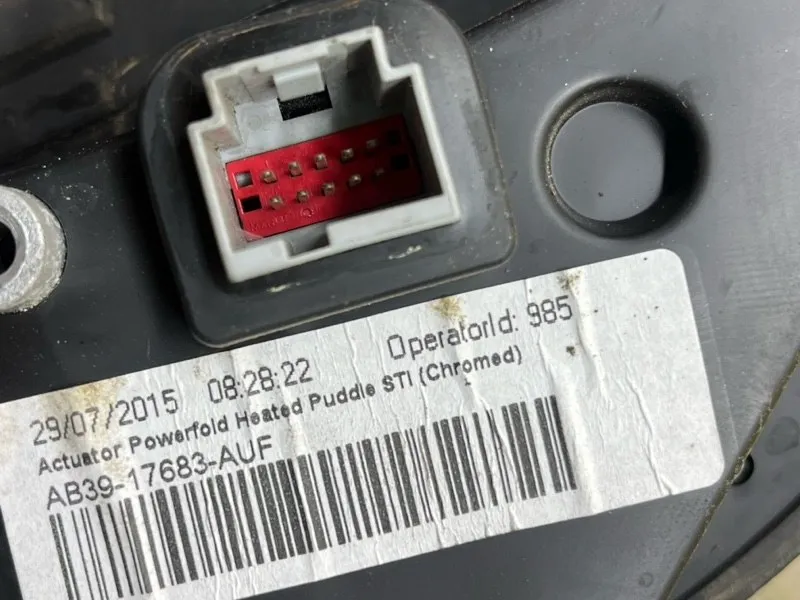 29/07/2015 08:28:22 OperatorId: 985
Actuator Powerfold Heated Puddle STI (Chromed)
AB39-17683-AUF